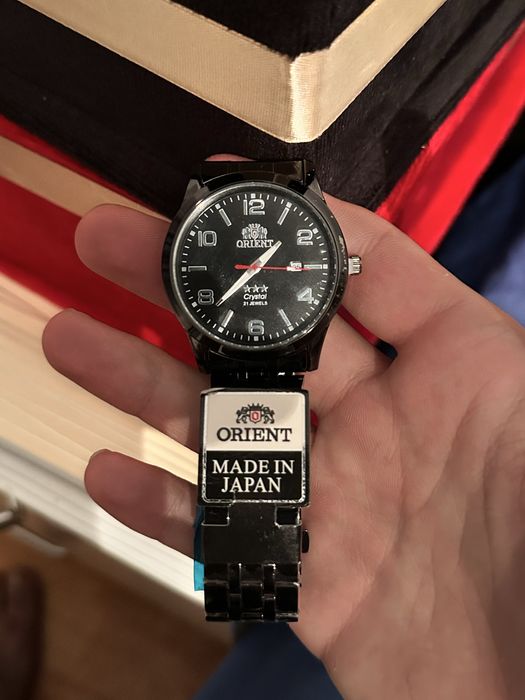 12
10 2
ORIENT
8 4
★★★
Crystal
21 JEWELS
6
ORIENT
MADE IN
JAPAN